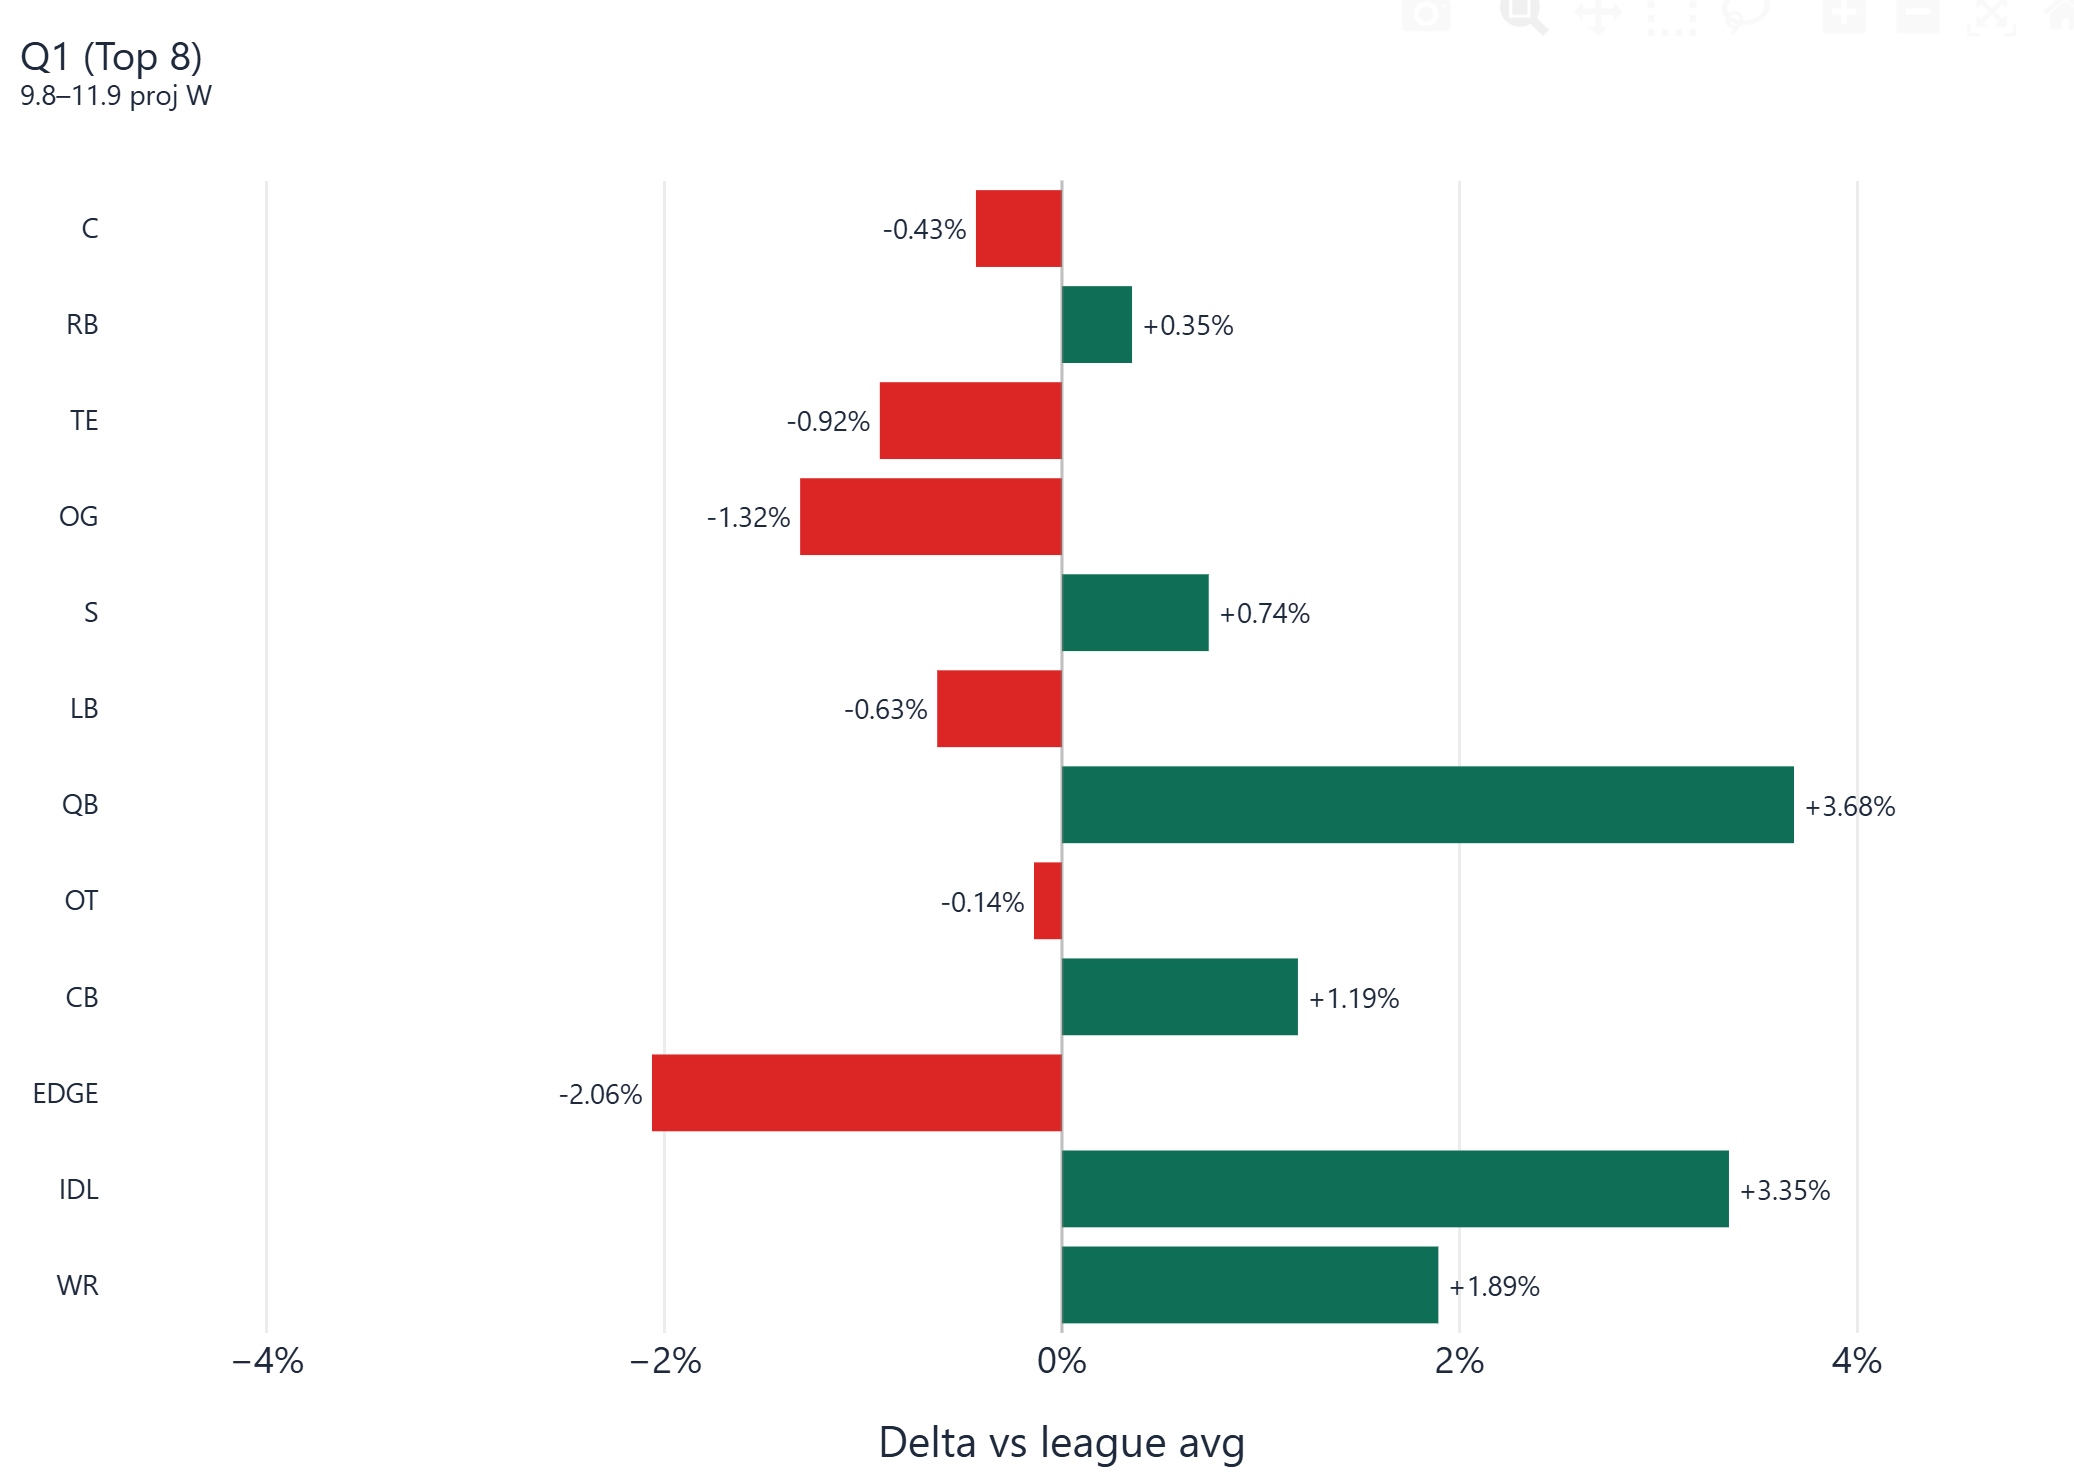 Q1 (Top 8)
9.8–11.9 proj W
C
-0.43%
RB
+0.35%
TE
-0.92%
OG
-1.32%
S
+0.74%
LB
-0.63%
QB
+3.68%
OT
-0.14%
CB
+1.19%
EDGE
-2.06%
IDL
+3.35%
WR
+1.89%
−4%
−2%
0%
2%
4%
Delta vs league avg